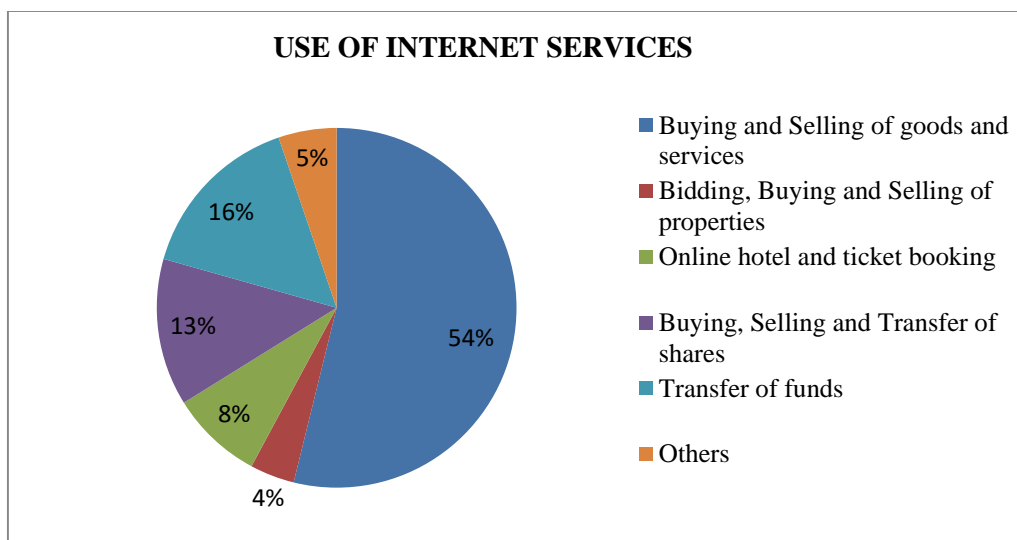 USE OF INTERNET SERVICES
5%
16%
13%
8%
4%
54%
Buying and Selling of goods and
services
Bidding, Buying and Selling of
properties
Online hotel and ticket booking
Buying, Selling and Transfer of
shares
Transfer of funds
Others